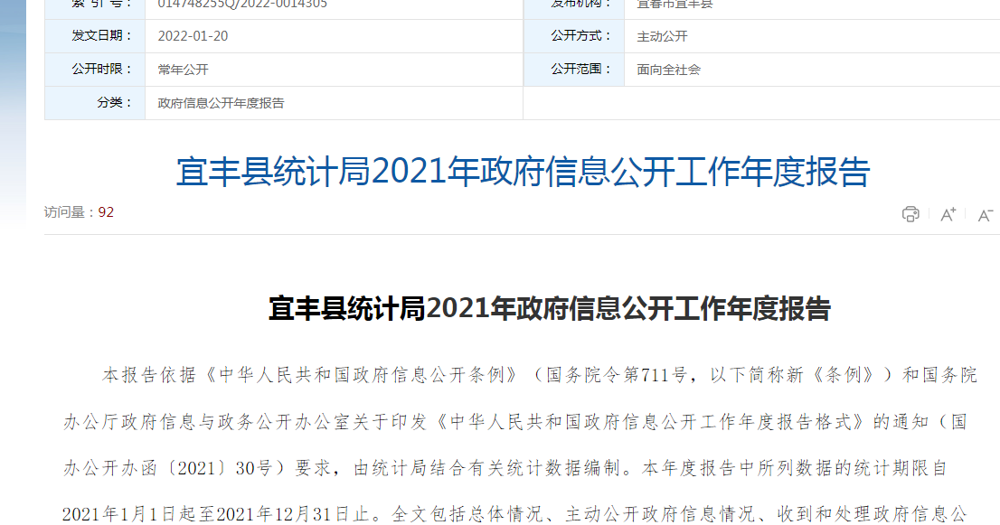 索 引 号： 014748255Q/2022-0014305 发布机构： 宜春市宜丰县
发文日期： 2022-01-20 公开方式： 主动公开
公开时限： 常年公开 公开范围： 面向全社会
分类： 政府信息公开年度报告
宜丰县统计局2021年政府信息公开工作年度报告
访问量：92
A+ A-
宜丰县统计局2021年政府信息公开工作年度报告
本报告依据《中华人民共和国政府信息公开条例》（国务院令第711号，以下简称新《条例》）和国务院
办公厅政府信息与政务公开办公室关于印发《中华人民共和国政府信息公开工作年度报告格式》的通知（国
办公开办函〔2021〕30号）要求，由统计局结合有关统计数据编制。本年度报告中所列数据的统计期限自
2021年1月1日起至2021年12月31日止。全文包括总体情况、主动公开政府信息情况、收到和处理政府信息公